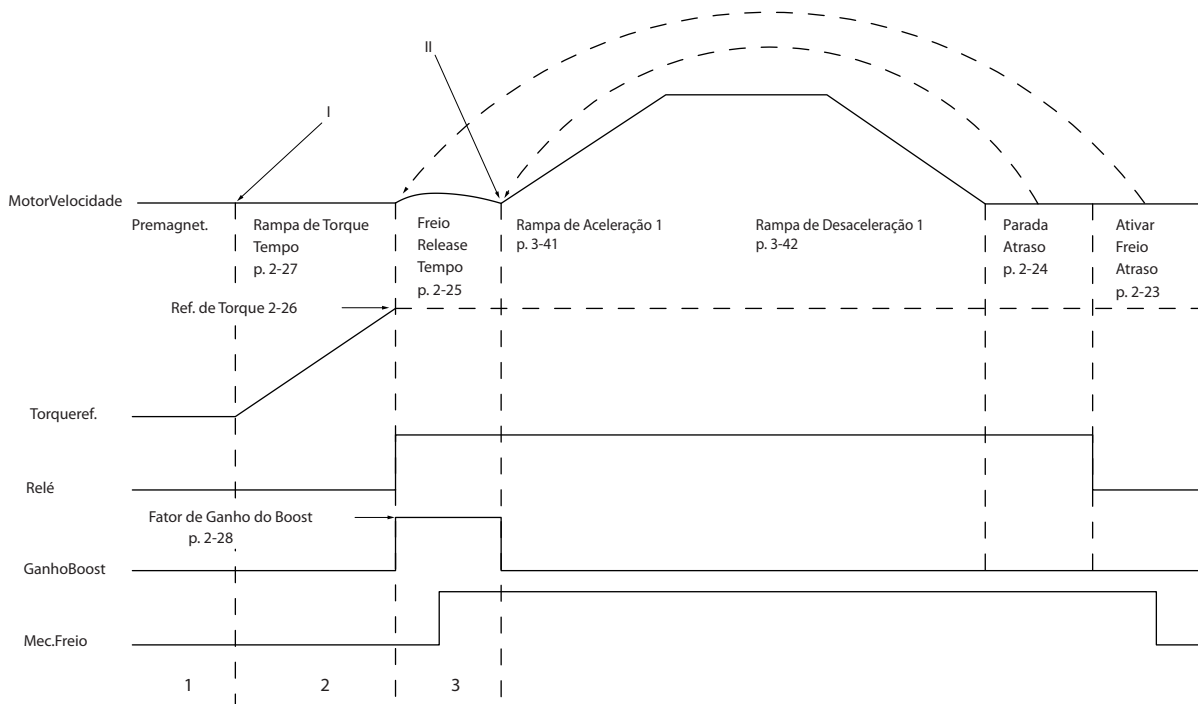 I
II
MotorVelocidade
Premagnet.
Rampa de Torque
Tempo
p. 2-27
Freio
Release
Tempo
p. 2-25
Rampa de Aceleração 1
p. 3-41
Rampa de Desaceleração 1
p. 3-42
Parada
Atraso
p. 2-24
Ativar
Freio
Atraso
p. 2-23
Ref. de Torque 2-26
Torqueref.
Relé
Fator de Ganho do Boost
p. 2-28
GanhoBoost
Mec.Freio
1
2
3